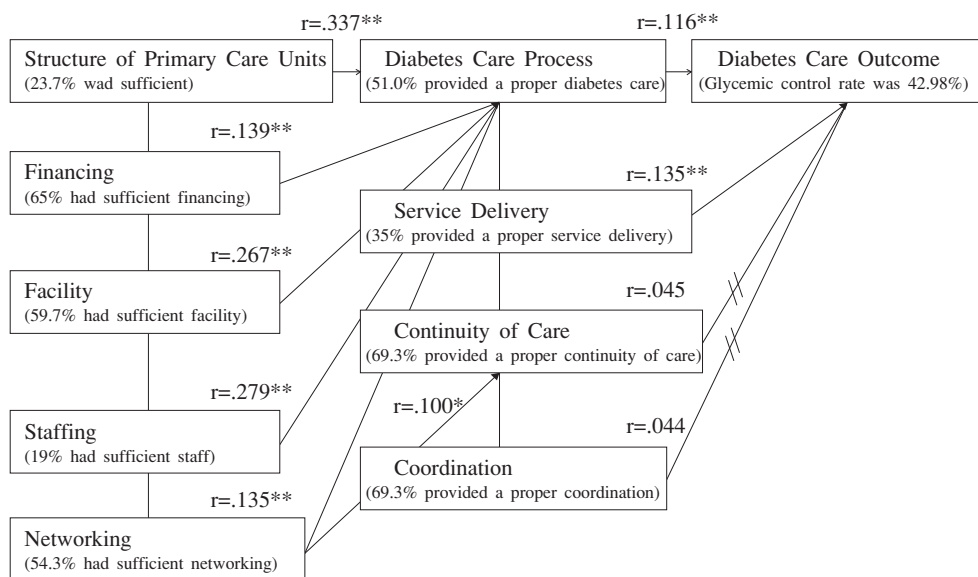 r=.337**
r=.116**
Structure of Primary Care Units
(23.7% wad sufficient)
Diabetes Care Process
(51.0% provided a proper diabetes care)
Diabetes Care Outcome
(Glycemic control rate was 42.98%)
r=.139**
Financing
(65% had sufficient financing)
r=.135**
Service Delivery
(35% provided a proper service delivery)
r=.267**
Facility
(59.7% had sufficient facility)
r=.045
Continuity of Care
(69.3% provided a proper continuity of care)
r=.279**
r=.100*
Staffing
(19% had sufficient staff)
r=.044
Coordination
(69.3% provided a proper coordination)
r=.135**
Networking
(54.3% had sufficient networking)